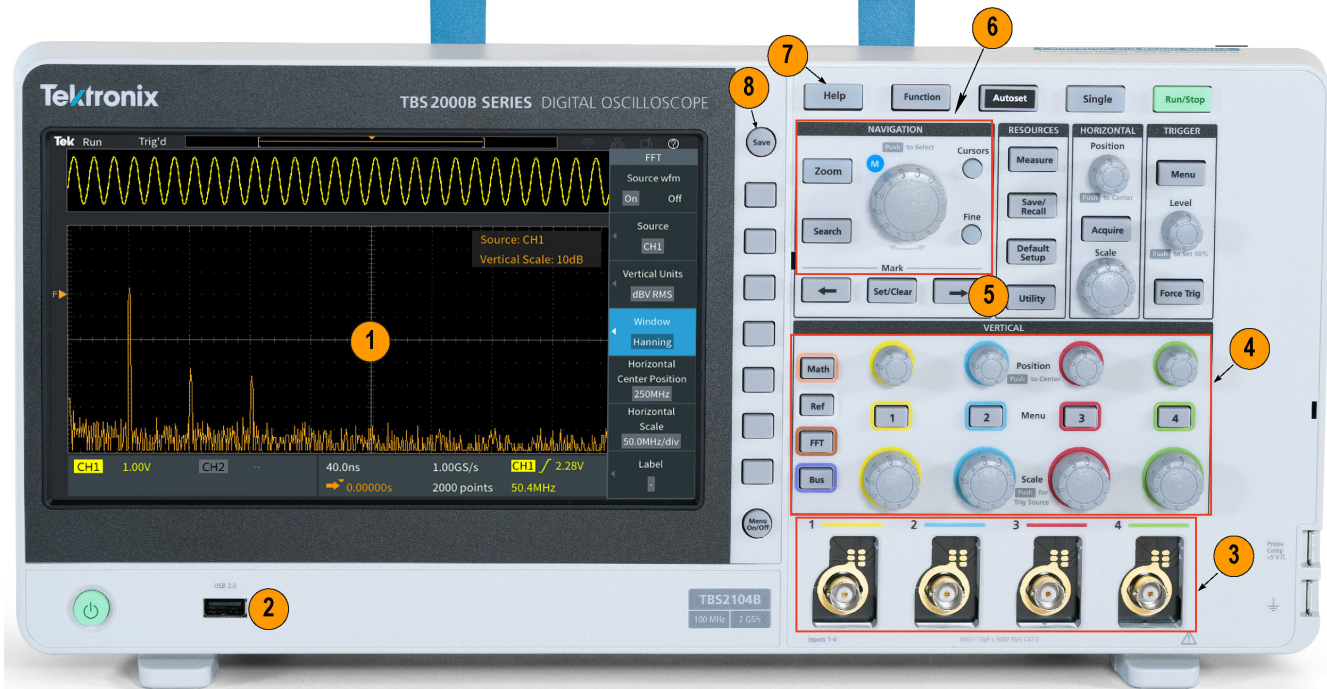 6
7
8
Help
Function
Autoset
Single
Run/Stop
Tektronix
TBS 2000B SERIES DIGITAL OSCILLOSCOPE
Save
NAVIGATION
RESOURCES
HORIZONTAL
TRIGGER
Tek Run
Trig'd
?
FFT
Source wfm
On Off
Source
CH1
Vertical Units
dBV RMS
Window
Hanning
Horizontal
Center Position
250MHz
Horizontal
Scale
50.0MHz/div
Label
-
Source: CH1
Vertical Scale: 10dB
F
1
CH1 1.00V
CH2 --
40.0ns
1.00GS/s
CH1 2.28V
0.00000s
2000 points
50.4MHz
Push to Select
Cursors
Zoom
M
Search
Fine
Mark
Set/Clear
5
Measure
Save/
Recall
Default
Setup
Utility
Position
Push to Center
Acquire
Scale
Menu
Level
Push to Set 50%
Force Trig
VERTICAL
4
Math
Ref
FFT
Bus
Position
Push to Center
1
2
Menu
3
4
Scale
Push for
Trig Source
Menu
On/Off
1
2
3
4
3
Probe
Comp
USB 2.0
2
TBS2104B
100 MHz 2 GS/s
Inputs 1-4